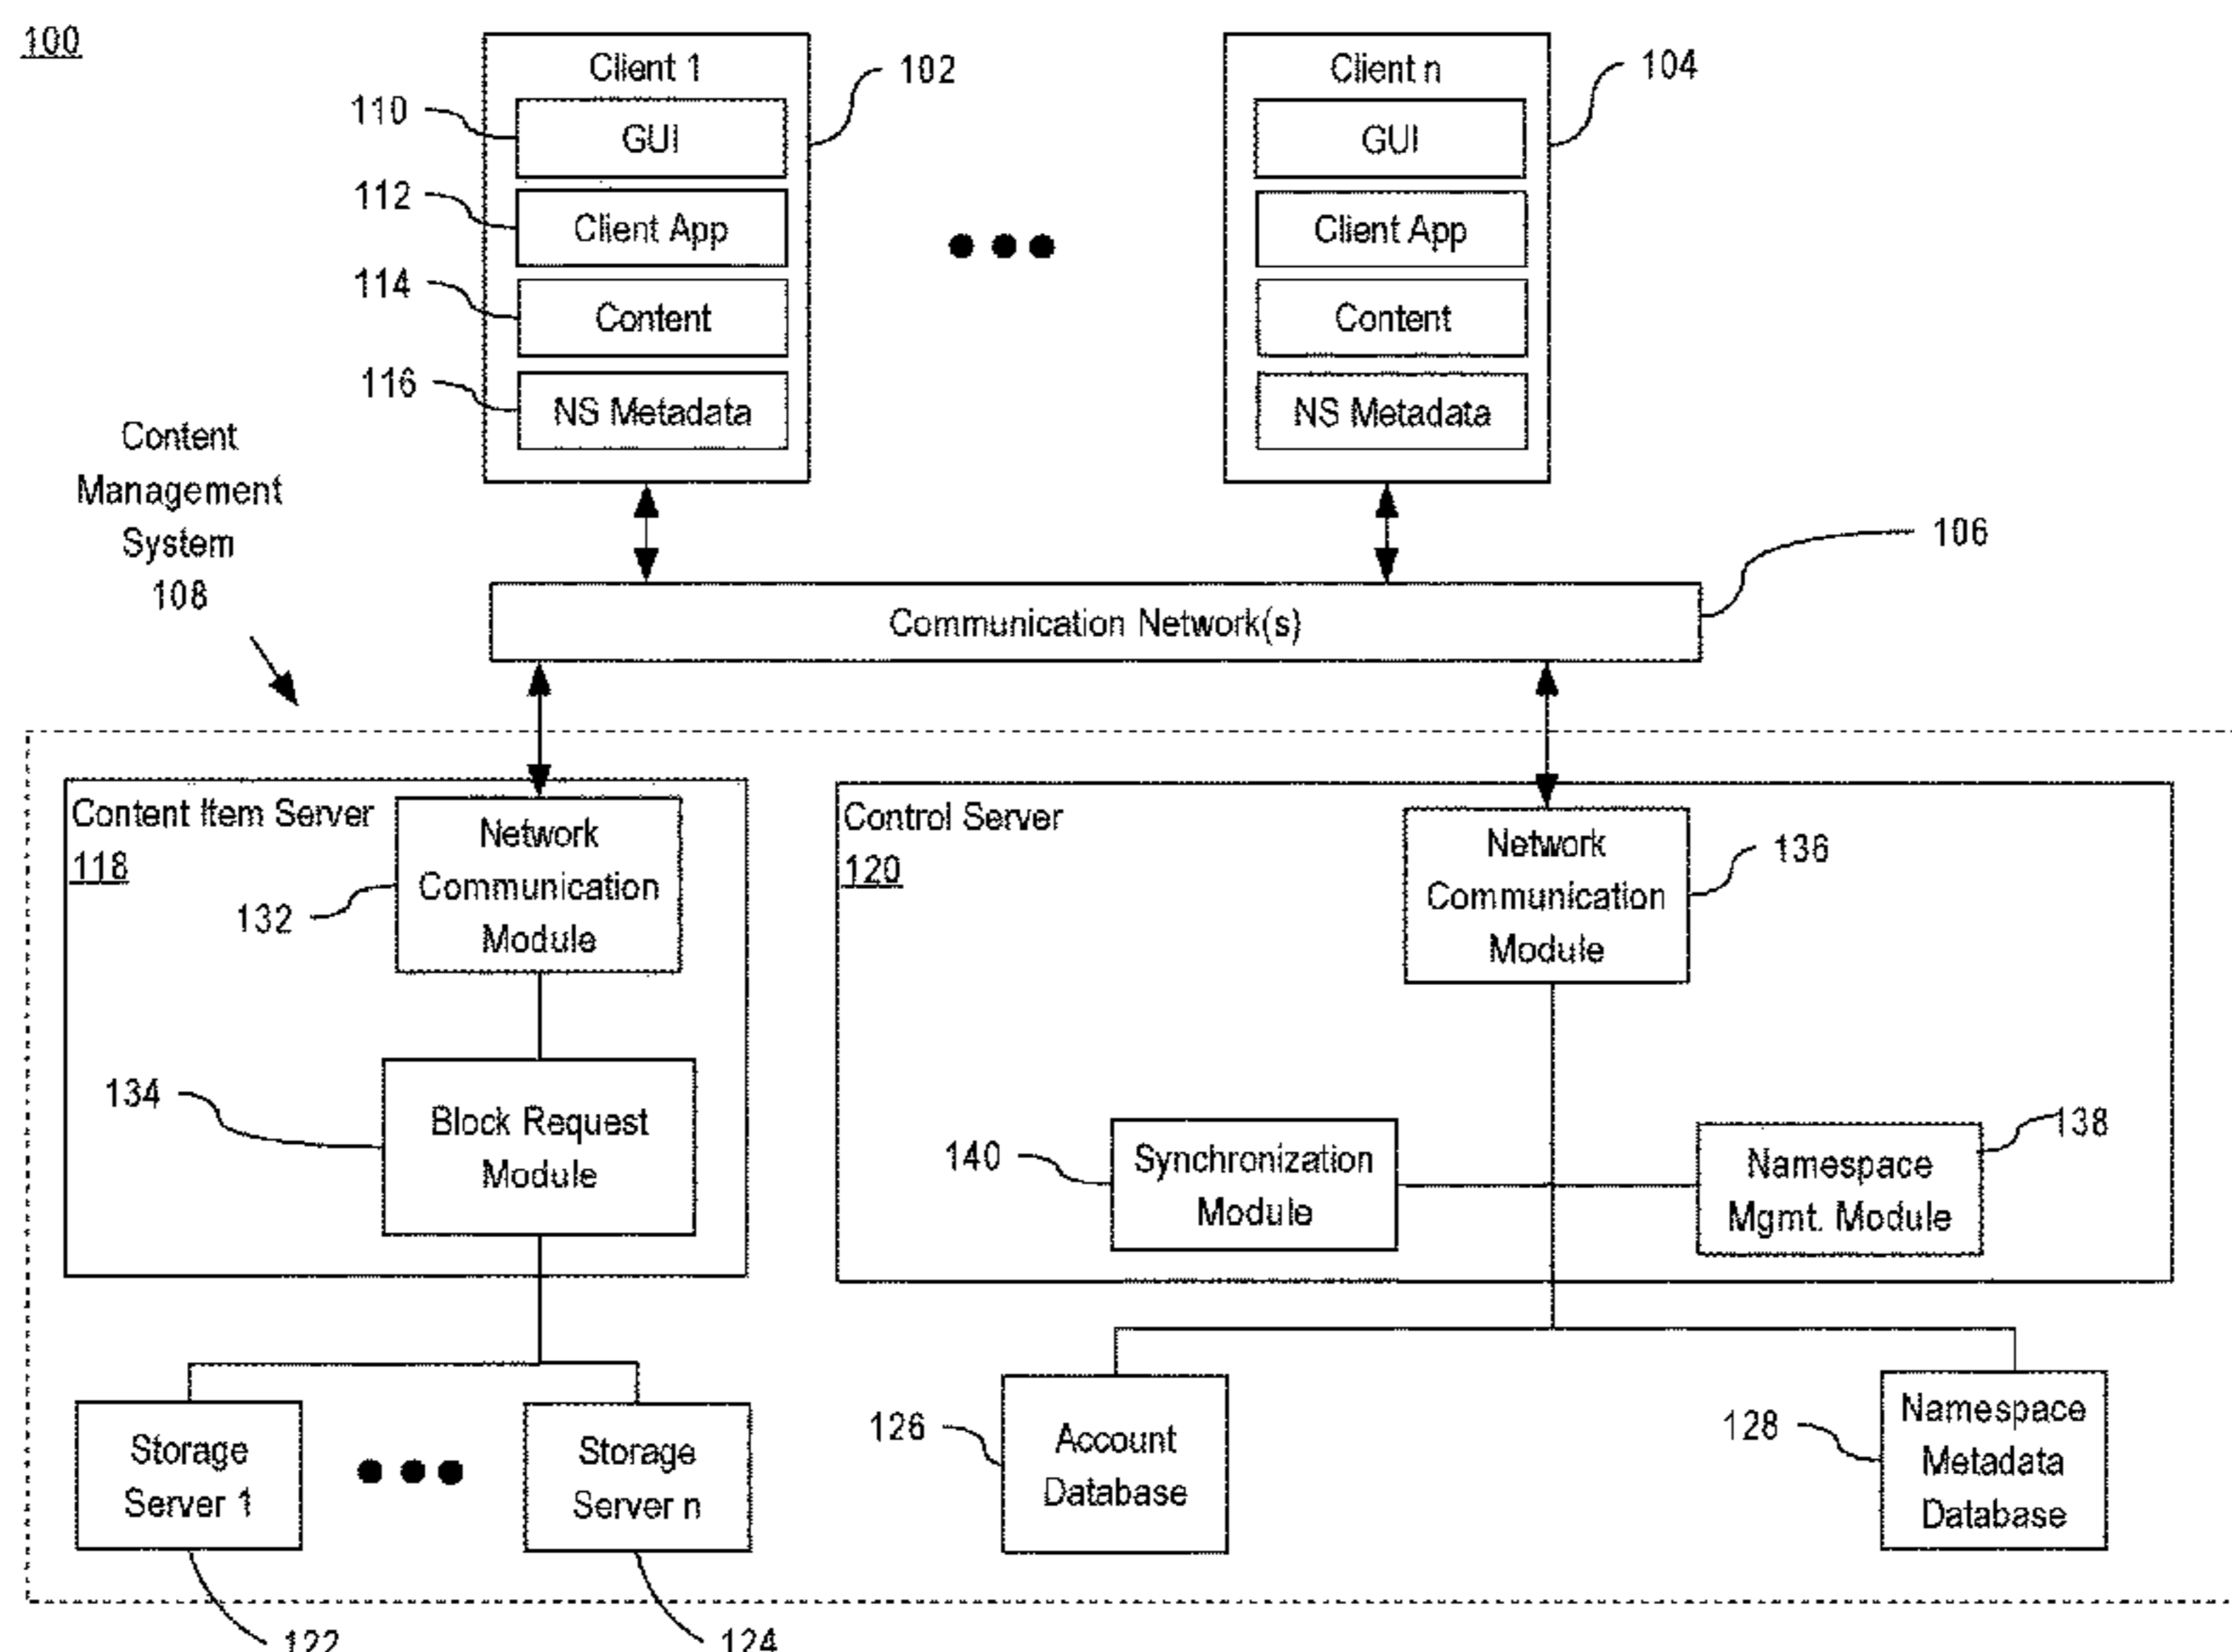 100
Client 1
102
110
GUI
112
Client App
114
Content
116
NS Metadata
Client n
104
GUI
Client App
Content
NS Metadata
Content
Management
System
108
106
Communication Network(s)
Content Item Server
118
Network
Communication
Module
132
134
Block Request
Module
Control Server
120
Network
Communication
Module
136
140
Synchronization
Module
138
Namespace
Mgmt. Module
Storage
Server 1
Storage
Server n
126
Account
Database
128
Namespace
Metadata
Database
122
124